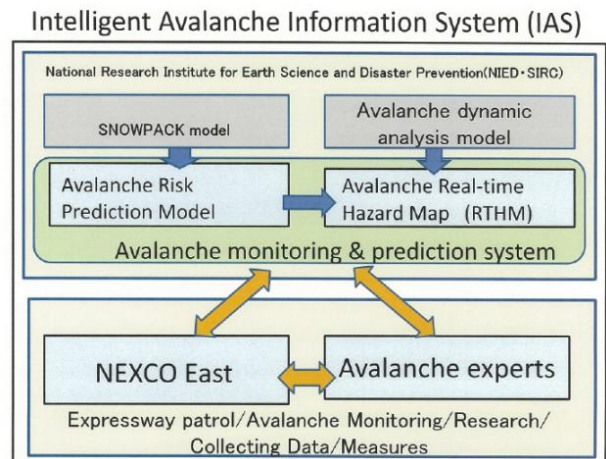 Intelligent Avalanche Information System (IAS)
National Research Institute for Earth Science and Disaster Prevention(NIED・SIRC)
SNOWPACK model
Avalanche dynamic
analysis model
Avalanche Risk
Prediction Model
Avalanche Real-time
Hazard Map (RTHM)
Avalanche monitoring & prediction system
NEXCO East
Avalanche experts
Expressway patrol/Avalanche Monitoring/Research/
Collecting Data/Measures